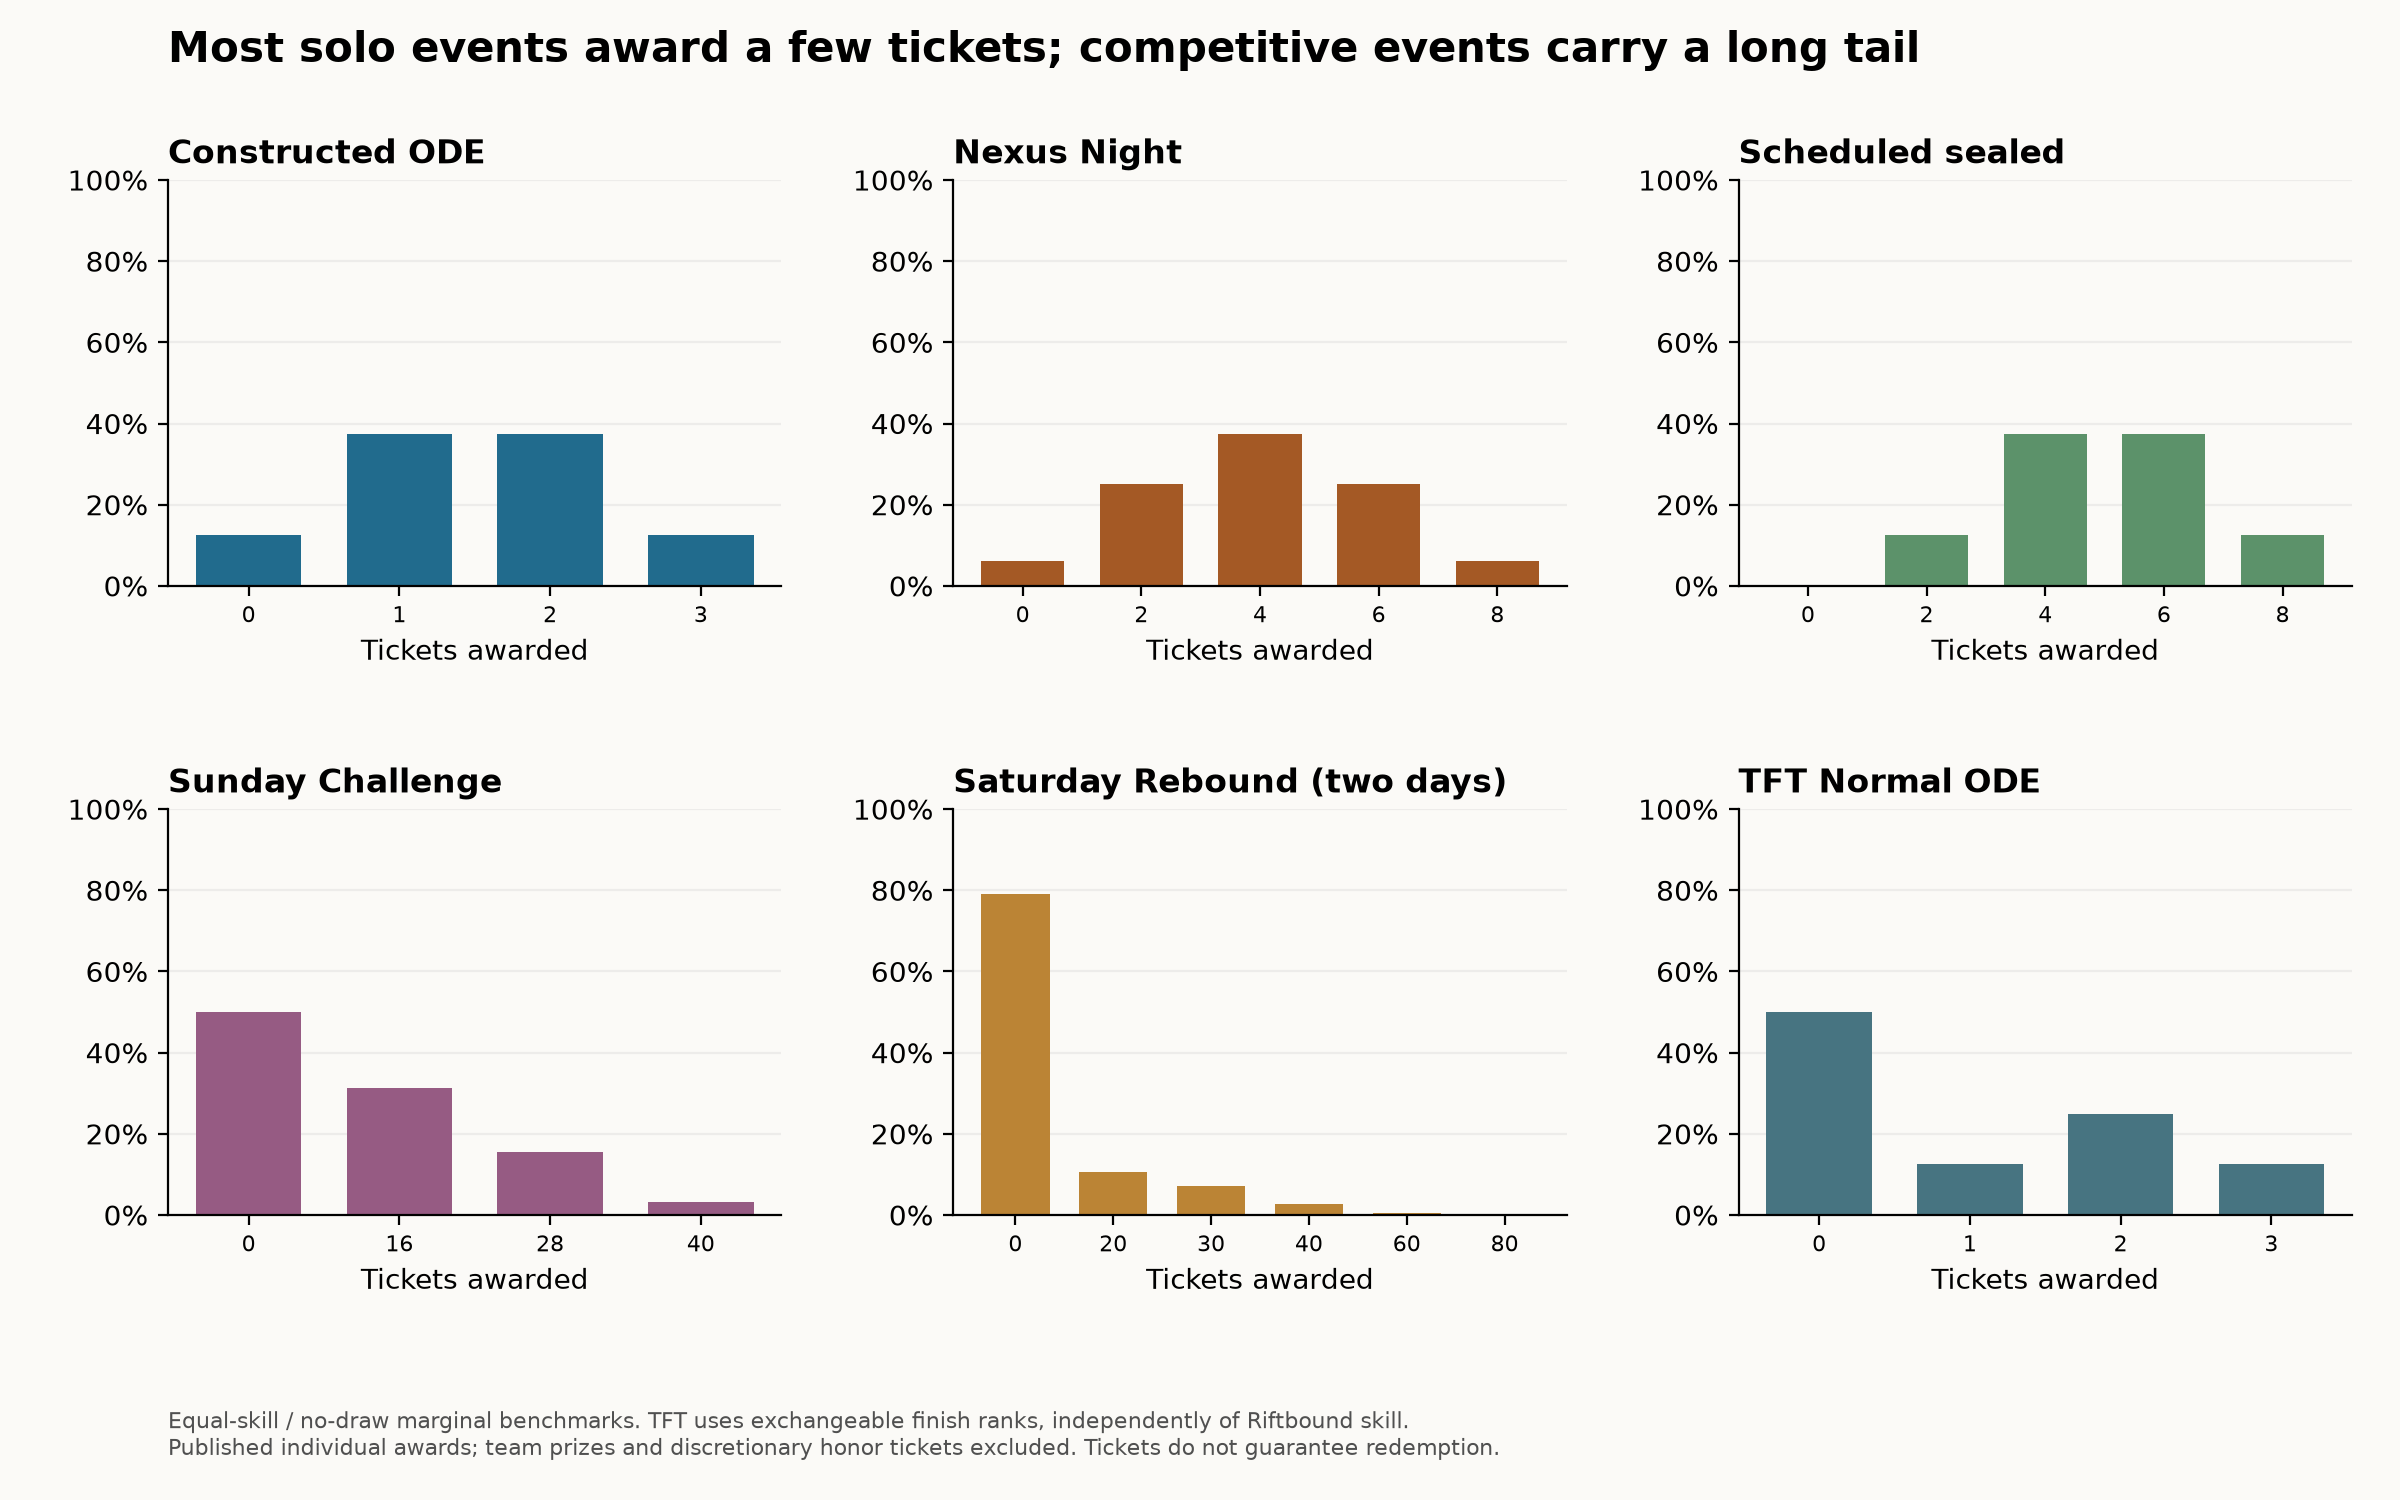 Most solo events award a few tickets; competitive events carry a long tail
Constructed ODE
100%
80%
60%
40%
20%
0%
0 1 2 3
Tickets awarded
Nexus Night
100%
80%
60%
40%
20%
0%
0 2 4 6 8
Tickets awarded
Scheduled sealed
100%
80%
60%
40%
20%
0%
0 2 4 6 8
Tickets awarded
Sunday Challenge
100%
80%
60%
40%
20%
0%
0 16 28 40
Tickets awarded
Saturday Rebound (two days)
100%
80%
60%
40%
20%
0%
0 20 30 40 60 80
Tickets awarded
TFT Normal ODE
100%
80%
60%
40%
20%
0%
0 1 2 3
Tickets awarded
Equal-skill / no-draw marginal benchmarks. TFT uses exchangeable finish ranks, independently of Riftbound skill.
Published individual awards; team prizes and discretionary honor tickets excluded. Tickets do not guarantee redemption.